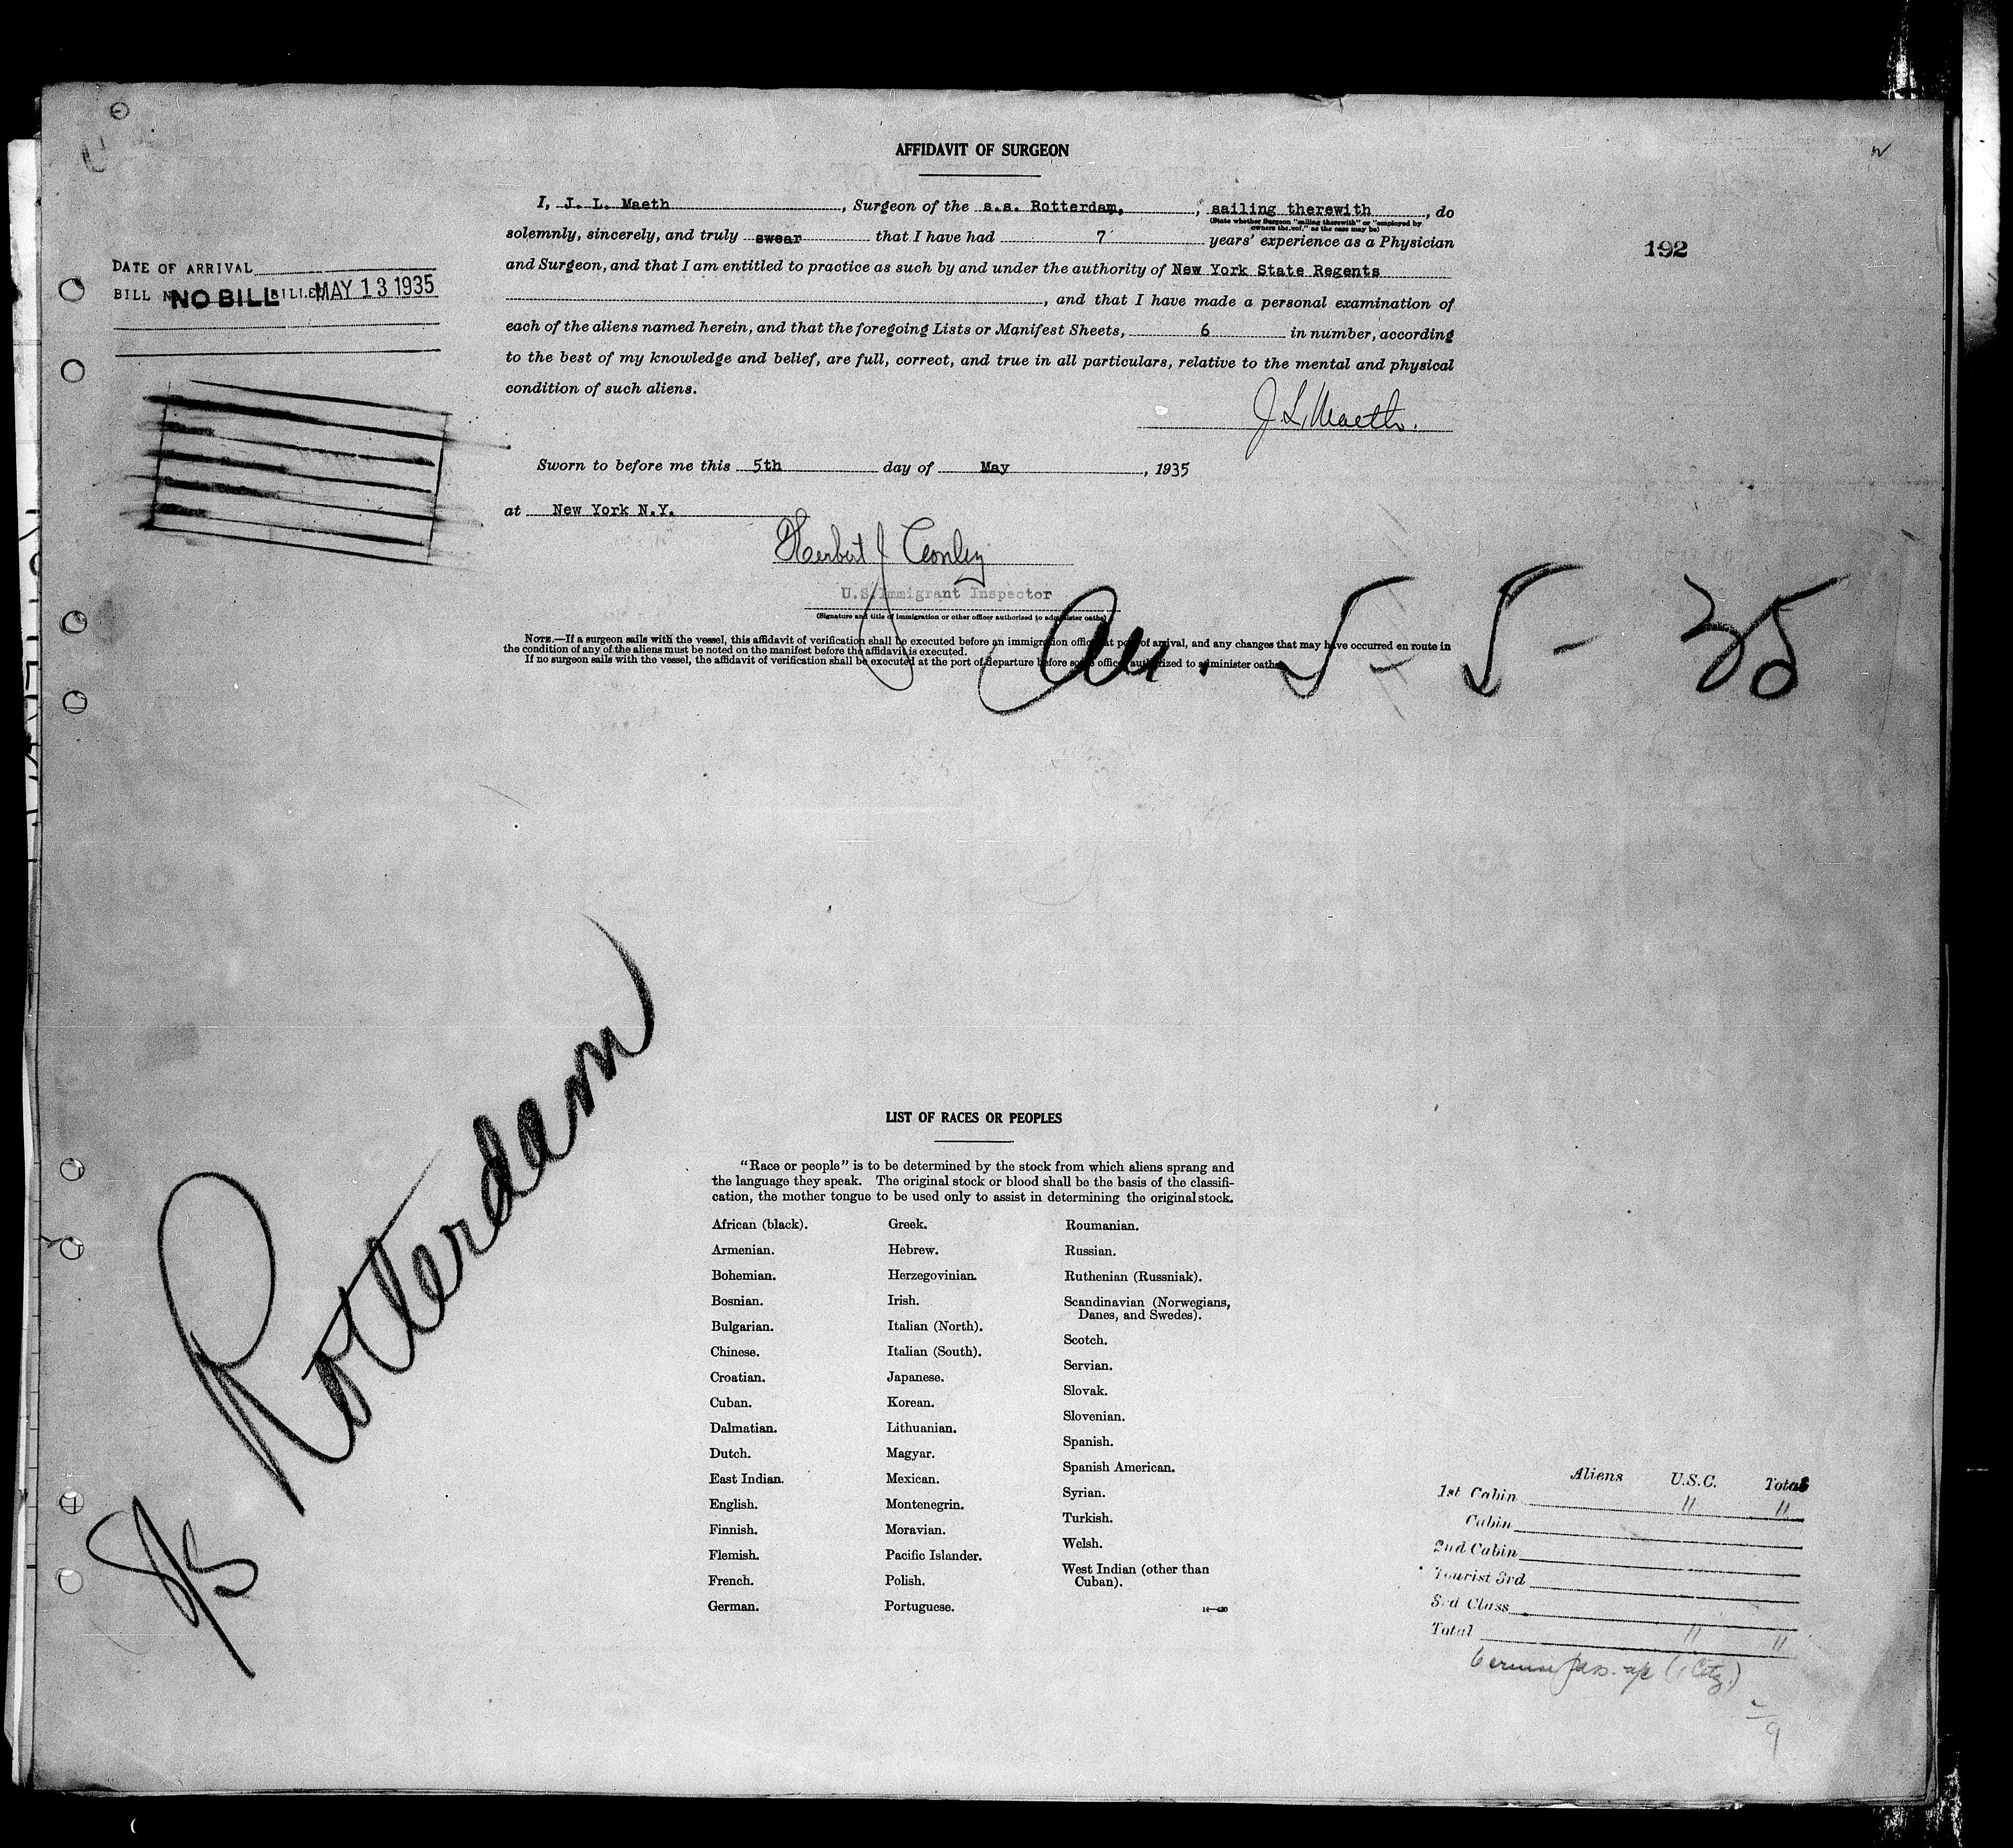 AFFIDAVIT OF SURGEON
I, J. L. Maeth, Surgeon of the s.s. Rotterdam, , sailing therewith, do
(State whether Surgeon "sailing therewith" or "employed by
owners thereof," as the case may be)
solemnly, sincerely, and truly swear that I have had 7 years' experience as a Physician
and Surgeon, and that I am entitled to practice as such by and under the authority of New York State Regents
, and that I have made a personal examination of
each of the aliens named herein, and that the foregoing Lists or Manifest Sheets, 6 in number, according
to the best of my knowledge and belief, are full, correct, and true in all particulars, relative to the mental and physical
condition of such aliens.
J. L. Maeth.
192
DATE OF ARRIVAL
BILL NO BILL BILLED MAY 13 1935
Sworn to before me this 5th day of May, 1935
at New York N.Y.
Herbert J Conley
U.S. Immigrant Inspector
(Signature and title of immigration or other officer authorized to administer oaths)
NOTE.—If a surgeon sails with the vessel, this affidavit of verification shall be executed before an immigration officer at port of arrival, and any changes that may have occurred en route in
the condition of any of the aliens must be noted on the manifest before the affidavit is executed.
If no surgeon sails with the vessel, the affidavit of verification shall be executed at the port of departure before some officer authorized to administer oaths.
5 - 5 - 35
S/S Rotterdam
LIST OF RACES OR PEOPLES
"Race or people" is to be determined by the stock from which aliens sprang and
the language they speak. The original stock or blood shall be the basis of the classifi-
cation, the mother tongue to be used only to assist in determining the original stock.
African (black).
Armenian.
Bohemian.
Bosnian.
Bulgarian.
Chinese.
Croatian.
Cuban.
Dalmatian.
Dutch.
East Indian.
English.
Finnish.
Flemish.
French.
German.
Greek.
Hebrew.
Herzegovinian.
Irish.
Italian (North).
Italian (South).
Japanese.
Korean.
Lithuanian.
Magyar.
Mexican.
Montenegrin.
Moravian.
Pacific Islander.
Polish.
Portuguese.
Roumanian.
Russian.
Ruthenian (Russniak).
Scandinavian (Norwegians,
Danes, and Swedes).
Scotch.
Servian.
Slovak.
Slovenian.
Spanish.
Spanish American.
Syrian.
Turkish.
Welsh.
West Indian (other than
Cuban).
14—430
Aliens U.S.C. Total
1st Cabin 11 11
Cabin
2nd Cabin
Tourist 3rd
3rd Class
Total 11 11